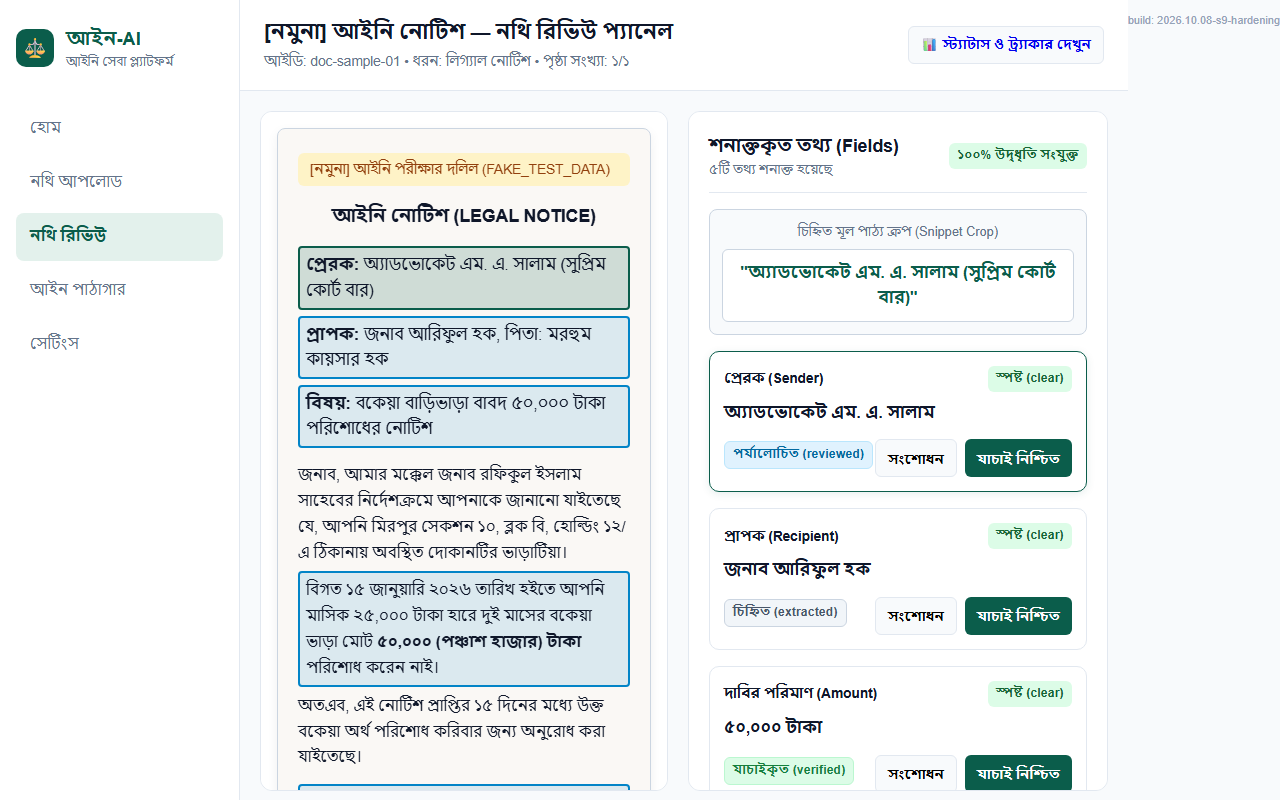 আইন-AI
আইনি সেবা প্ল্যাটফর্ম
হোম
নথি আপলোড
নথি রিভিউ
আইন পাঠাগার
সেটিংস
[নমুনা] আইনি নোটিশ — নথি রিভিউ প্যানেল
আইডি: doc-sample-01 • ধরন: লিগ্যাল নোটিশ • পৃষ্ঠা সংখ্যা: ১/১
📊 স্ট্যাটাস ও ট্র্যাকার দেখুন
build: 2026.10.08-s9-hardening
[নমুনা] আইনি পরীক্ষার দলিল (FAKE_TEST_DATA)
আইনি নোটিশ (LEGAL NOTICE)
প্রেরক: অ্যাডভোকেট এম. এ. সালাম (সুপ্রিম
কোর্ট বার)
প্রাপক: জনাব আরিফুল হক, পিতা: মরহুম
কায়সার হক
বিষয়: বকেয়া বাড়িভাড়া বাবদ ৫০,০০০ টাকা
পরিশোধের নোটিশ
জনাব, আমার মক্কেল জনাব রফিকুল ইসলাম
সাহেবের নির্দেশক্রমে আপনাকে জানানো যাইতেছে
যে, আপনি মিরপুর সেকশন ১০, ব্লক বি, হোল্ডিং ১২/
এ ঠিকানায় অবস্থিত দোকানটির ভাড়াটিয়া।
বিগত ১৫ জানুয়ারি ২০২৬ তারিখ হইতে আপনি
মাসিক ২৫,০০০ টাকা হারে দুই মাসের বকেয়া
ভাড়া মোট ৫০,০০০ (পঞ্চাশ হাজার) টাকা
পরিশোধ করেন নাই।
অতএব, এই নোটিশ প্রাপ্তির ১৫ দিনের মধ্যে উক্ত
বকেয়া অর্থ পরিশোধ করিবার জন্য অনুরোধ করা
যাইতেছে।
শনাক্তকৃত তথ্য (Fields)
৫টি তথ্য শনাক্ত হয়েছে
১০০% উদ্ধৃতি সংযুক্ত
চিহ্নিত মূল পাঠ্য ক্রপ (Snippet Crop)
"অ্যাডভোকেট এম. এ. সালাম (সুপ্রিম কোর্ট
বার)"
প্রেরক (Sender)
স্পষ্ট (clear)
অ্যাডভোকেট এম. এ. সালাম
পর্যালোচিত (reviewed)
সংশোধন
যাচাই নিশ্চিত
প্রাপক (Recipient)
স্পষ্ট (clear)
জনাব আরিফুল হক
চিহ্নিত (extracted)
সংশোধন
যাচাই নিশ্চিত
দাবির পরিমাণ (Amount)
স্পষ্ট (clear)
৫০,০০০ টাকা
যাচাইকৃত (verified)
সংশোধন
যাচাই নিশ্চিত